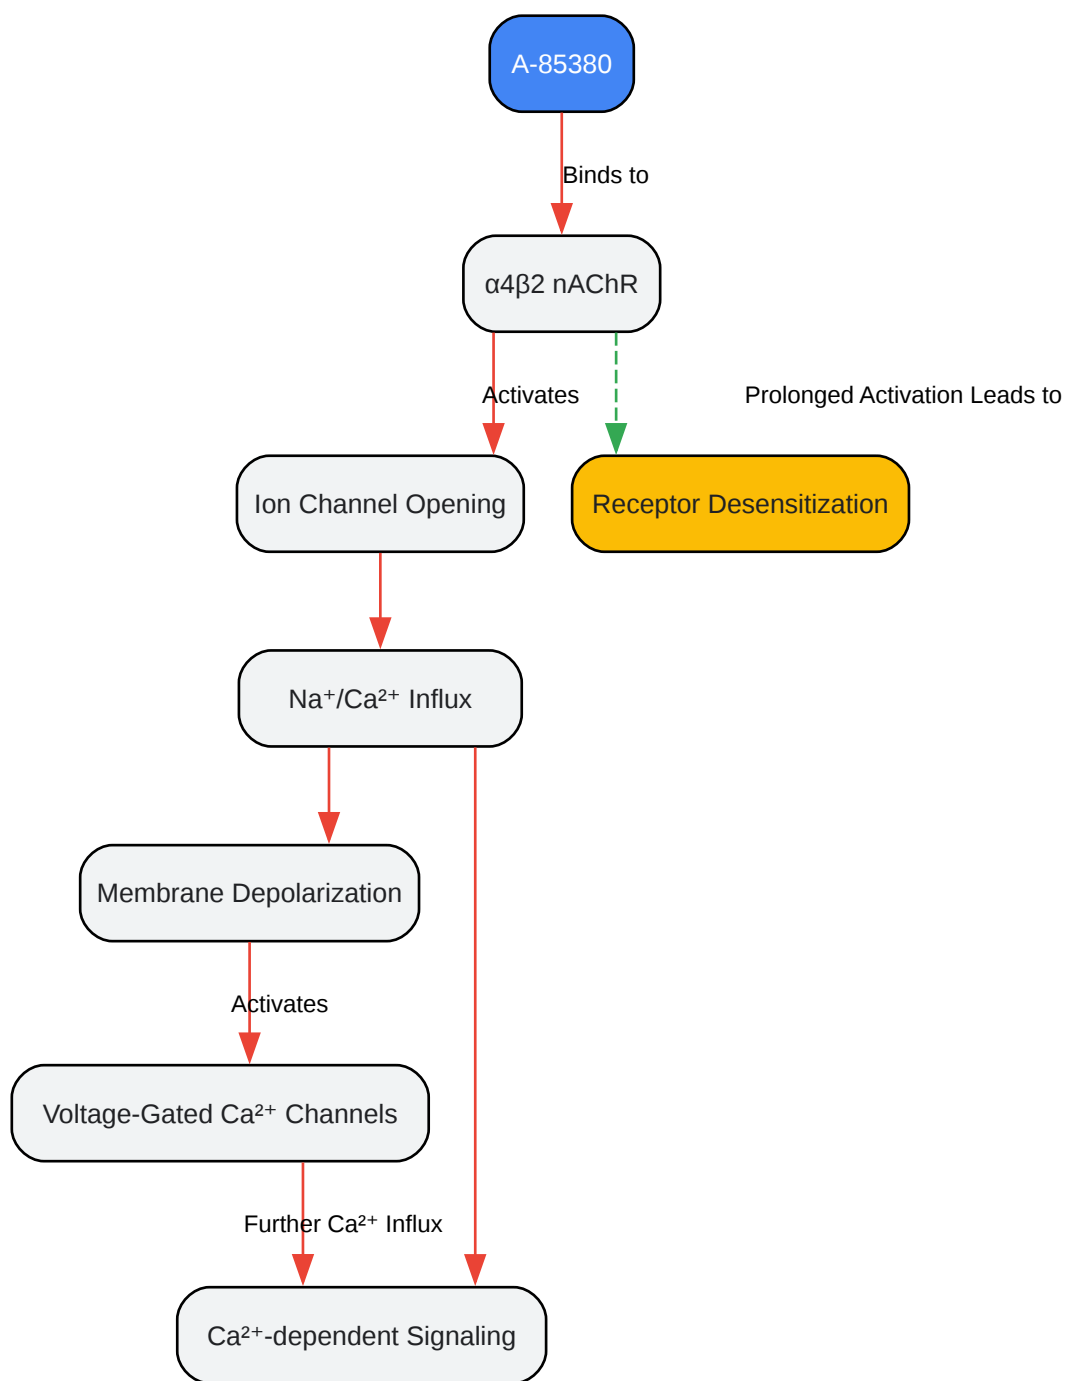 A-85380
Binds to
α4β2 nAChR
Activates
Prolonged Activation Leads to
Ion Channel Opening
Receptor Desensitization
Na⁺/Ca²⁺ Influx
Membrane Depolarization
Activates
Voltage-Gated Ca²⁺ Channels
Further Ca²⁺ Influx
Ca²⁺-dependent Signaling